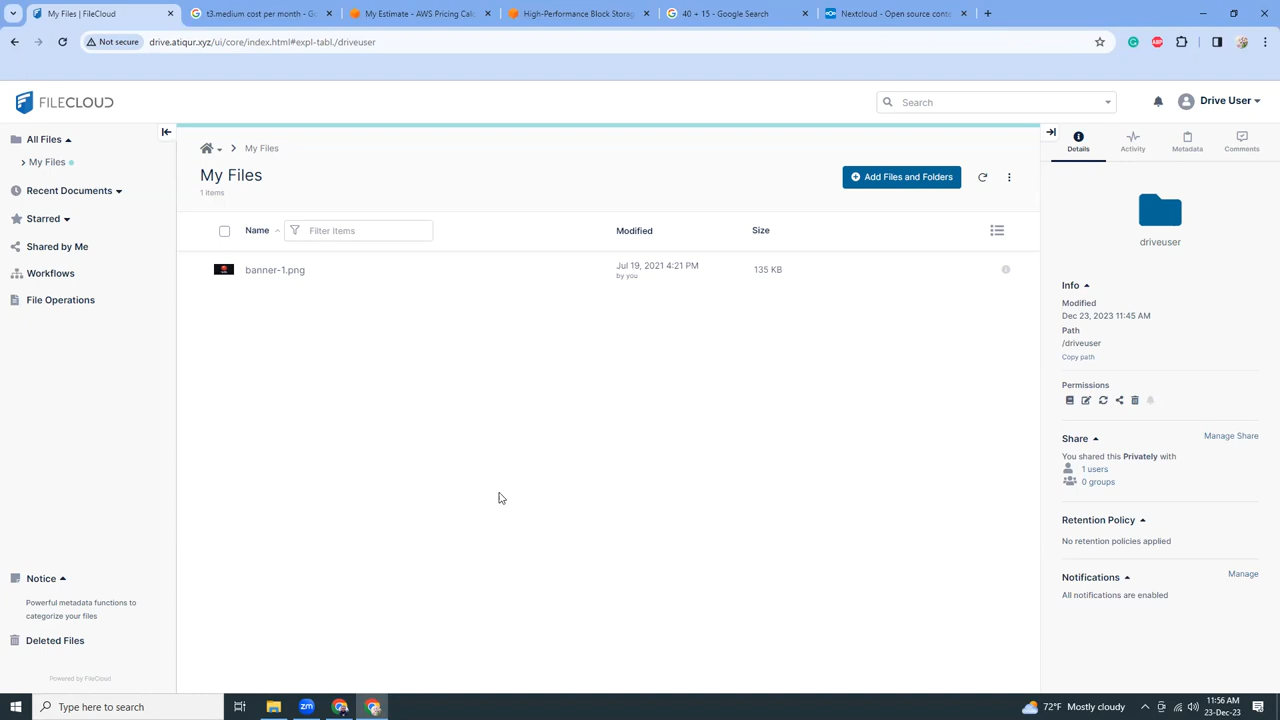 My Files
t3.medium cost per month - Go
My Estimate - AWS Pricing Calc
High-Performance Block Storag
40 + 15 - Google Search
Nextcloud - Open source conte
Not secure
drive.atiqur.xyz/ui/core/index.html#expl-tabl./driveuser
FILECLOUD
Search
Drive User
All Files
My Files
Recent Documents
Starred
Shared by Me
Workflows
File Operations
Notice
Powerful metadata functions to
categorize your files
Deleted Files
Powered by FileCloud
My Files
My Files
1 items
Add Files and Folders
Name
Filter Items
Modified
Size
banner-1.png
Jul 19, 2021 4:21 PM
by you
135 KB
Details
Activity
Metadata
Comments
driveuser
Info
Modified
Dec 23, 2023 11:45 AM
Path
/driveuser
Copy path
Permissions
Share
Manage Share
You shared this Privately with
1 users
0 groups
Retention Policy
No retention policies applied
Notifications
Manage
All notifications are enabled
Type here to search
zm
72°F Mostly cloudy
11:56 AM
23-Dec-23